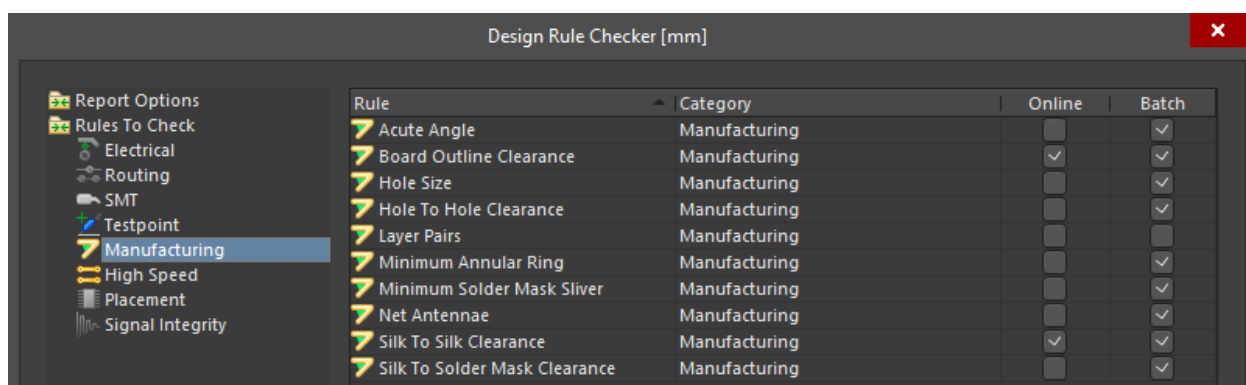 Design Rule Checker [mm]
Report Options
Rules To Check
Electrical
Routing
SMT
Testpoint
Manufacturing
High Speed
Placement
Signal Integrity
Rule Category Online Batch
Acute Angle Manufacturing
Board Outline Clearance Manufacturing
Hole Size Manufacturing
Hole To Hole Clearance Manufacturing
Layer Pairs Manufacturing
Minimum Annular Ring Manufacturing
Minimum Solder Mask Sliver Manufacturing
Net Antennae Manufacturing
Silk To Silk Clearance Manufacturing
Silk To Solder Mask Clearance Manufacturing